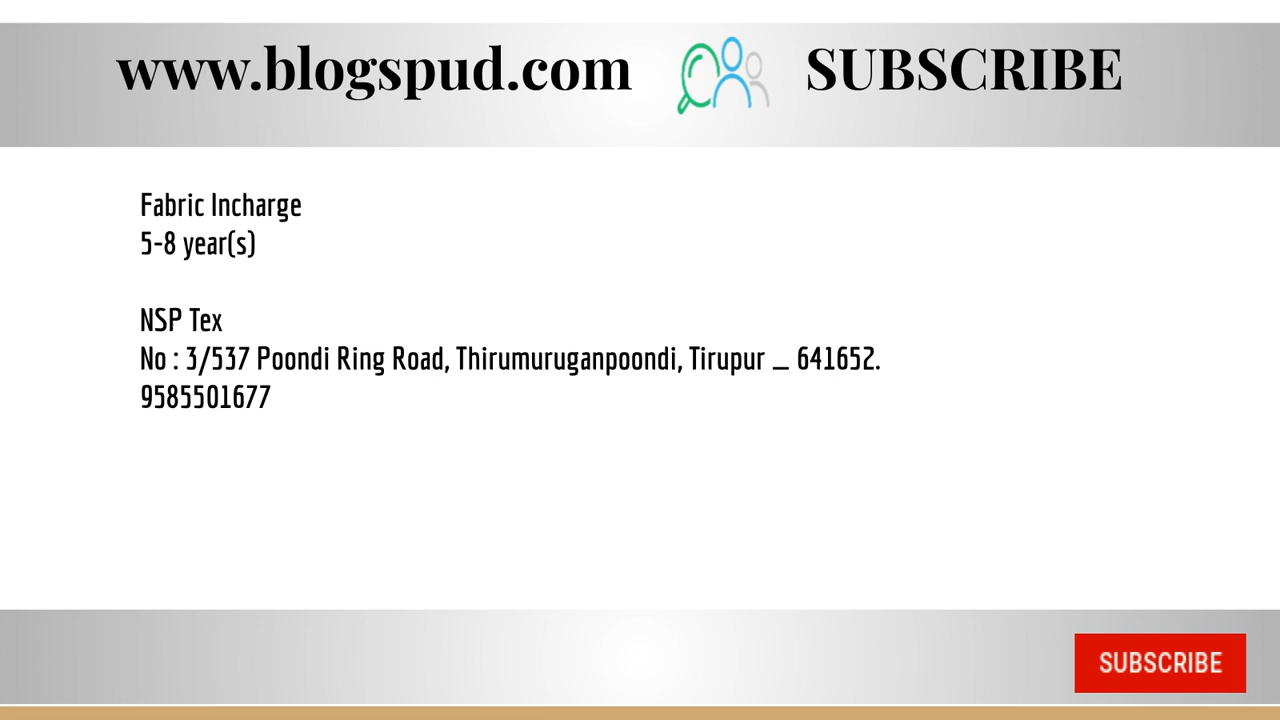 www.blogspud.com SUBSCRIBE
Fabric Incharge
5-8 year(s)
NSP Tex
No : 3/537 Poondi Ring Road, Thirumuruganpoondi, Tirupur _ 641652.
9585501677
SUBSCRIBE